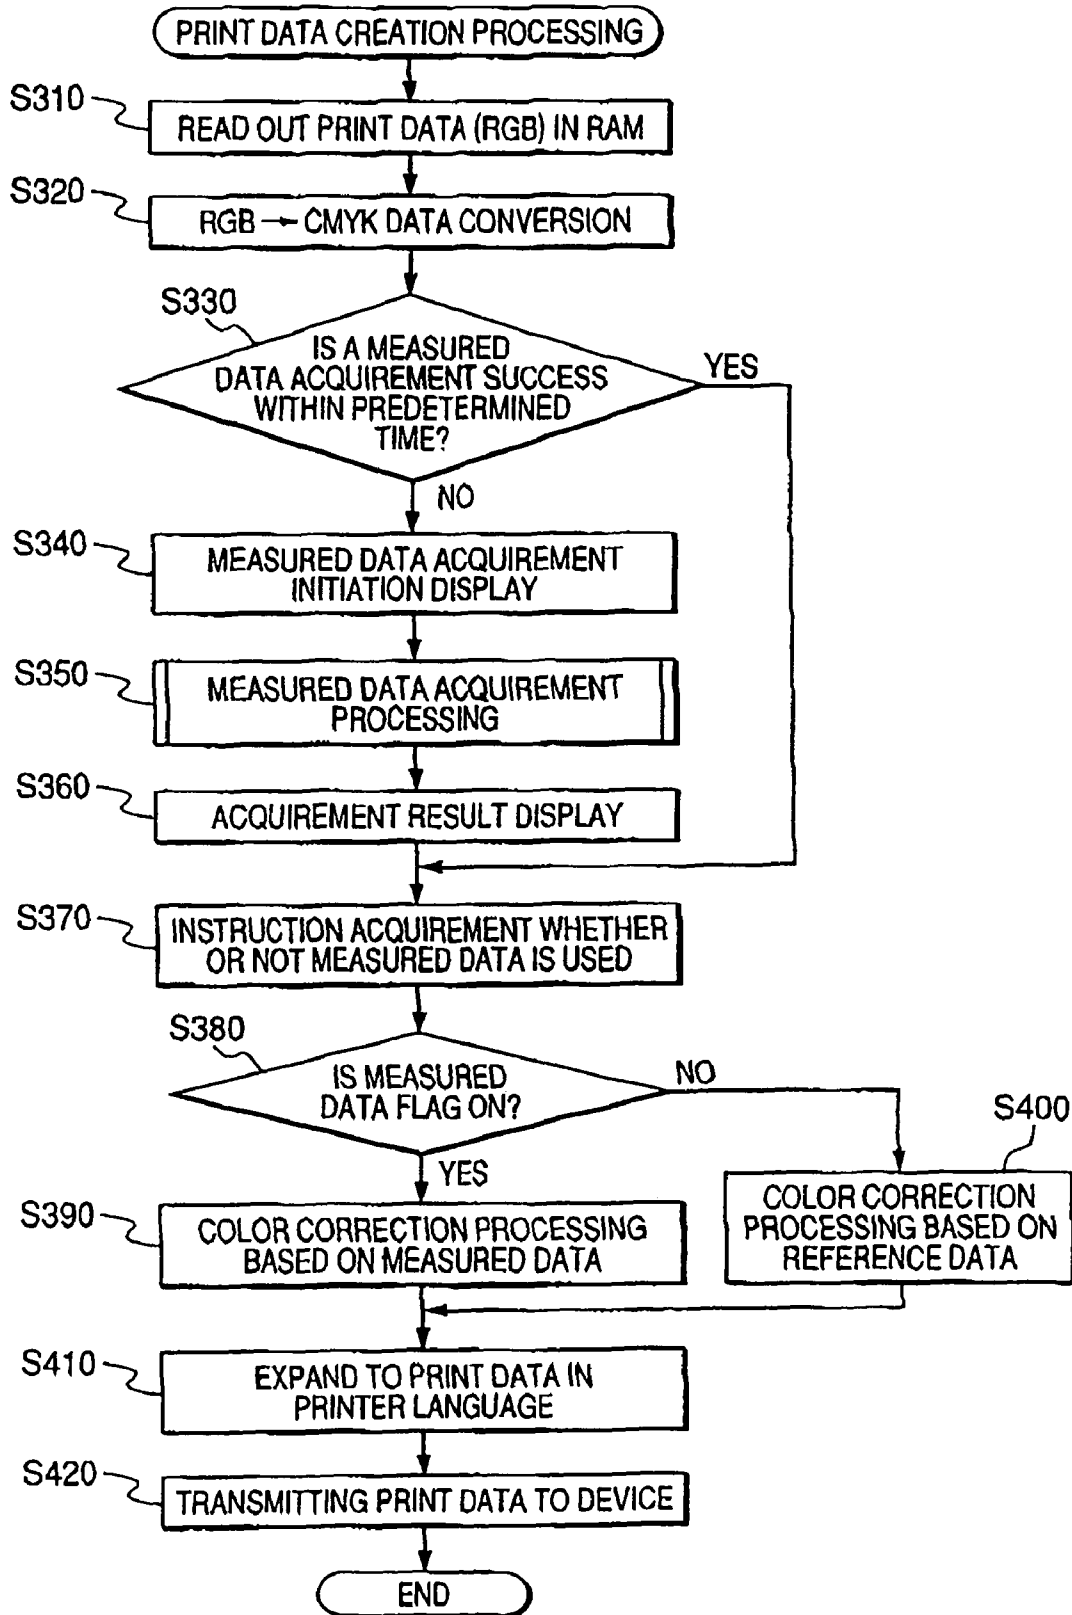 PRINT DATA CREATION PROCESSING
S310
READ OUT PRINT DATA (RGB) IN RAM
S320
RGB → CMYK DATA CONVERSION
S330
IS A MEASURED
DATA ACQUIREMENT SUCCESS
WITHIN PREDETERMINED
TIME?
YES
NO
S340
MEASURED DATA ACQUIREMENT
INITIATION DISPLAY
S350
MEASURED DATA ACQUIREMENT
PROCESSING
S360
ACQUIREMENT RESULT DISPLAY
S370
INSTRUCTION ACQUIREMENT WHETHER
OR NOT MEASURED DATA IS USED
S380
IS MEASURED
DATA FLAG ON?
NO
YES
S400
COLOR CORRECTION
PROCESSING BASED ON
REFERENCE DATA
S390
COLOR CORRECTION PROCESSING
BASED ON MEASURED DATA
S410
EXPAND TO PRINT DATA IN
PRINTER LANGUAGE
S420
TRANSMITTING PRINT DATA TO DEVICE
END